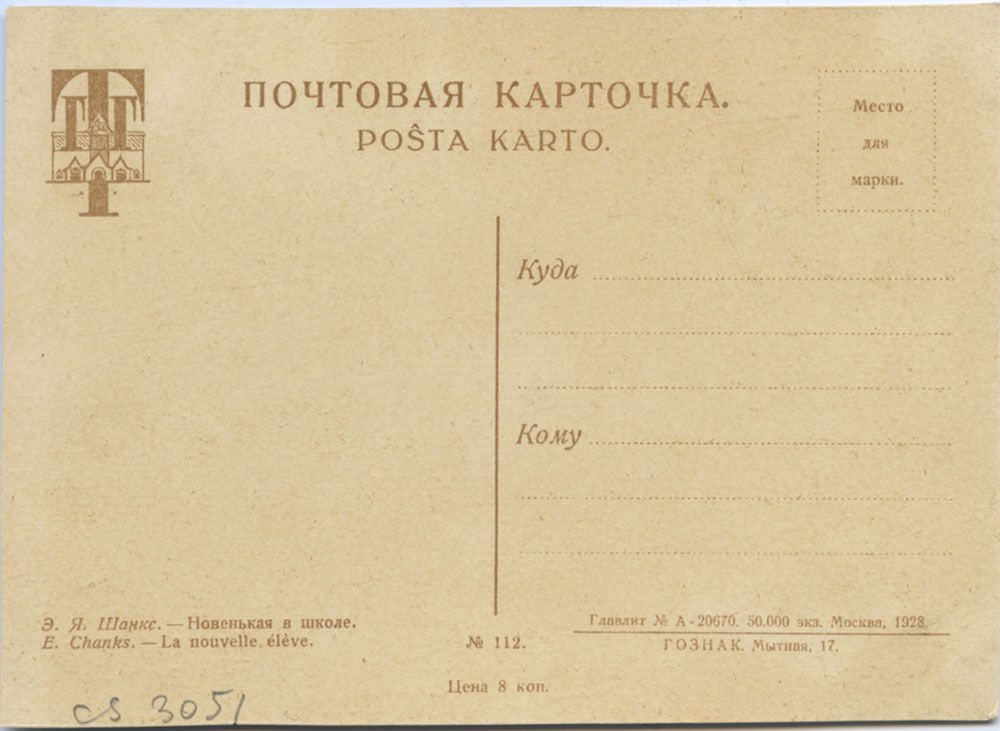 ПОЧТОВАЯ КАРТОЧКА.
POŜTA KARTO.
Место
для
марки.
Куда
Кому
Э. Я. Шанкс. — Новенькая в школе.
E. Chanks. — La nouvelle élève.
№ 112.
Главлит № А-20670. 50.000 экз. Москва, 1928.
ГОЗНАК. Мытная, 17.
Цена 8 коп.
cs 3051